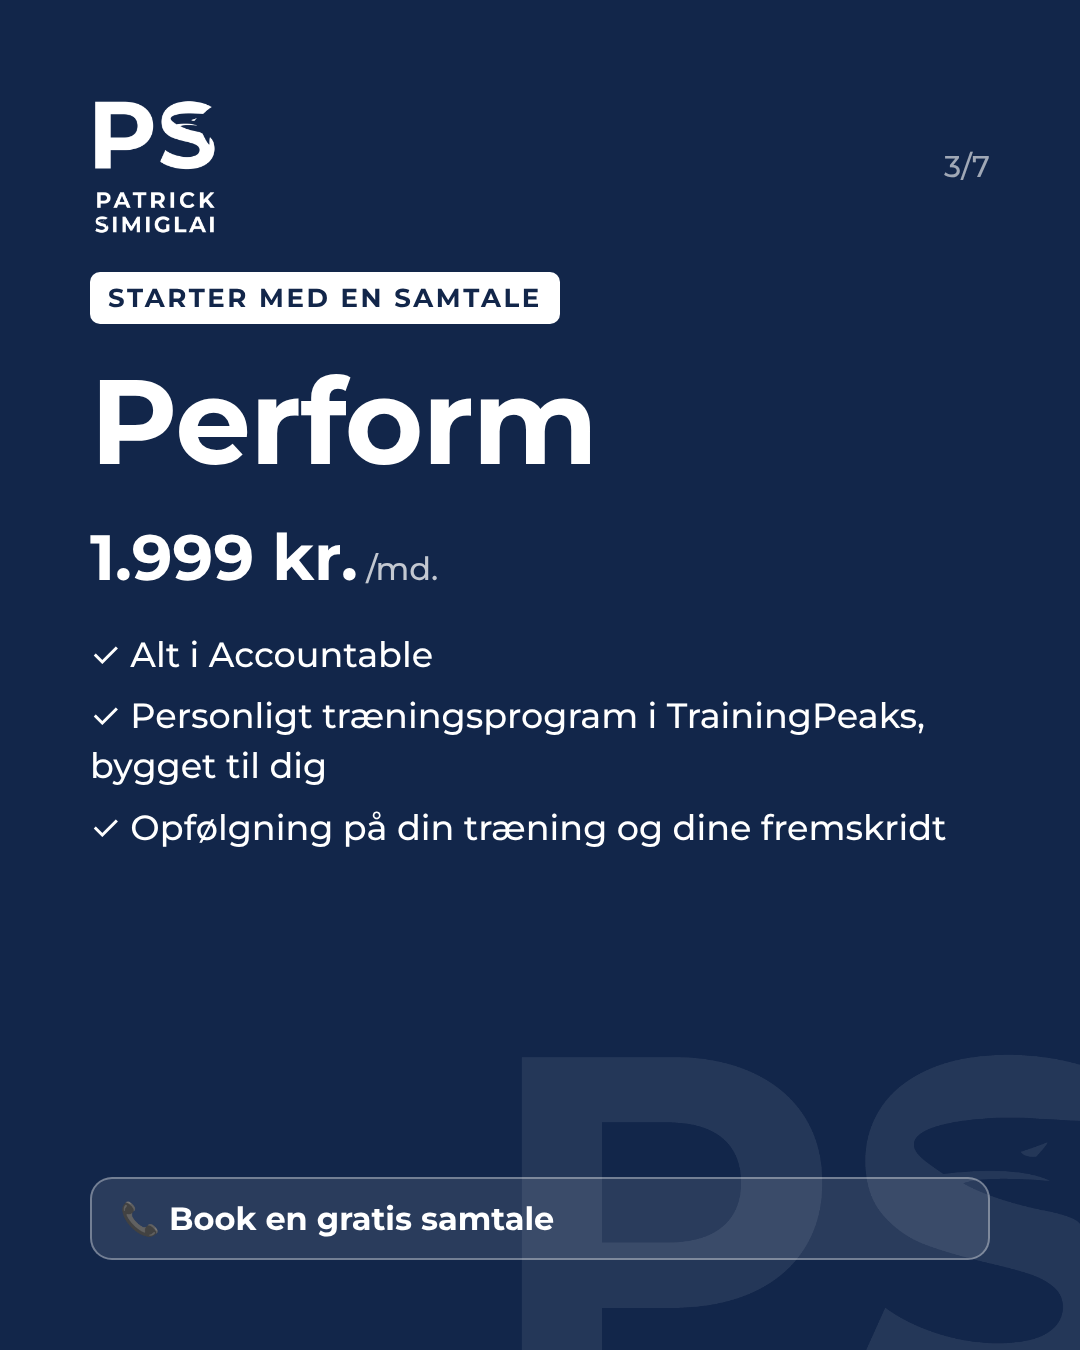 PS
PATRICK
SIMIGLAI
3/7
STARTER MED EN SAMTALE
Perform
1.999 kr. /md.
✓ Alt i Accountable
✓ Personligt træningsprogram i TrainingPeaks,
bygget til dig
✓ Opfølgning på din træning og dine fremskridt
📞 Book en gratis samtale
PS